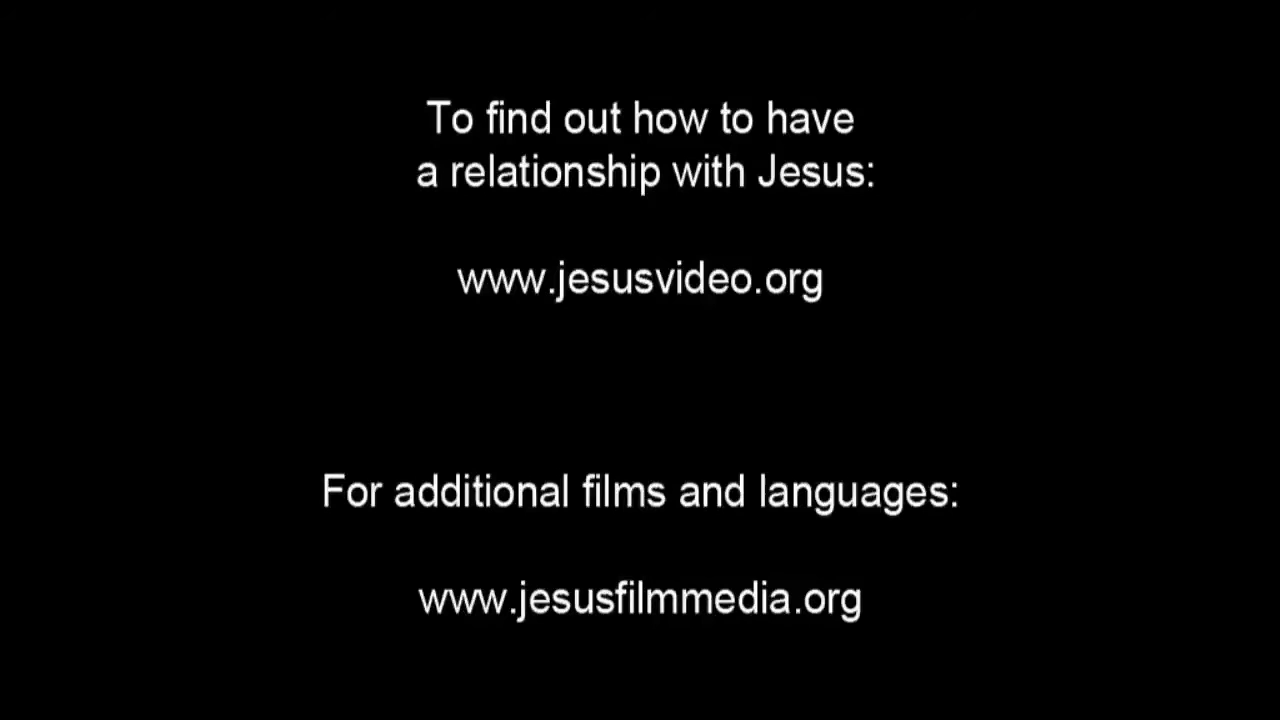 To find out how to have
a relationship with Jesus:
www.jesusvideo.org
For additional films and languages:
www.jesusfilmmedia.org